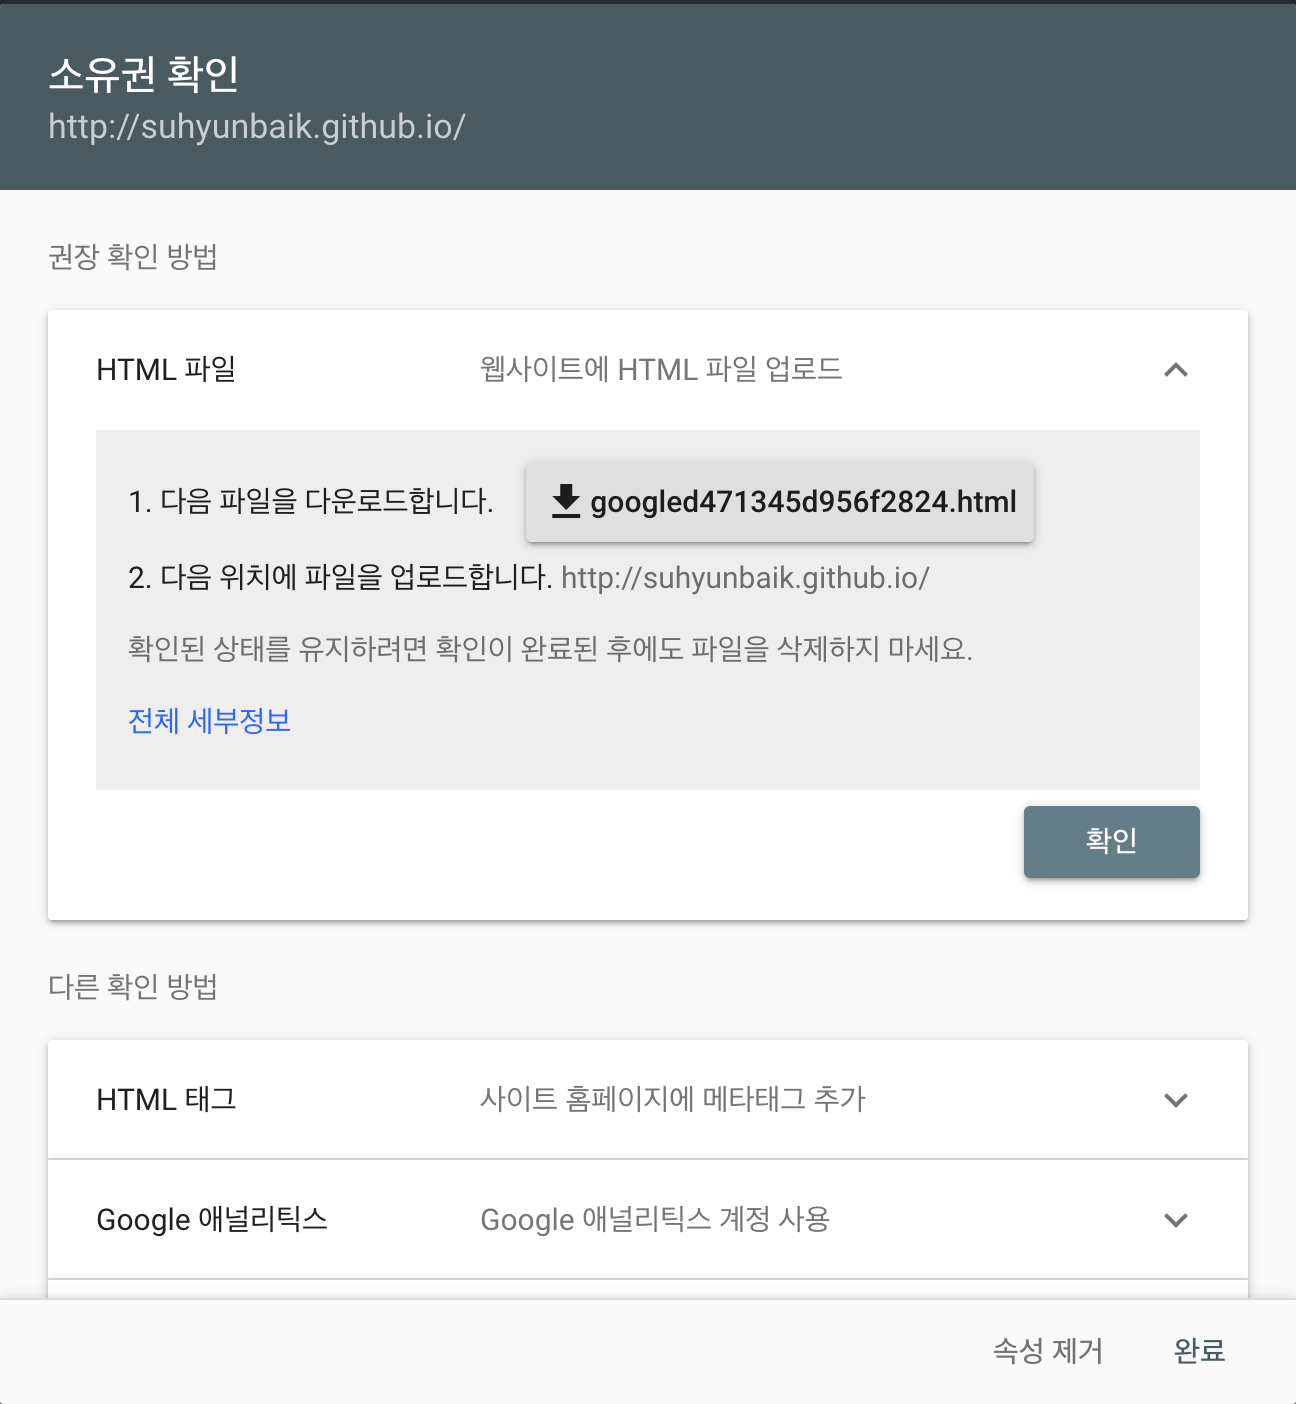 소유권 확인
http://suhyunbaik.github.io/
권장 확인 방법
HTML 파일 웹사이트에 HTML 파일 업로드
1. 다음 파일을 다운로드합니다. googled471345d956f2824.html
2. 다음 위치에 파일을 업로드합니다. http://suhyunbaik.github.io/
확인된 상태를 유지하려면 확인이 완료된 후에도 파일을 삭제하지 마세요.
전체 세부정보
확인
다른 확인 방법
HTML 태그 사이트 홈페이지에 메타태그 추가
Google 애널리틱스 Google 애널리틱스 계정 사용
속성 제거 완료